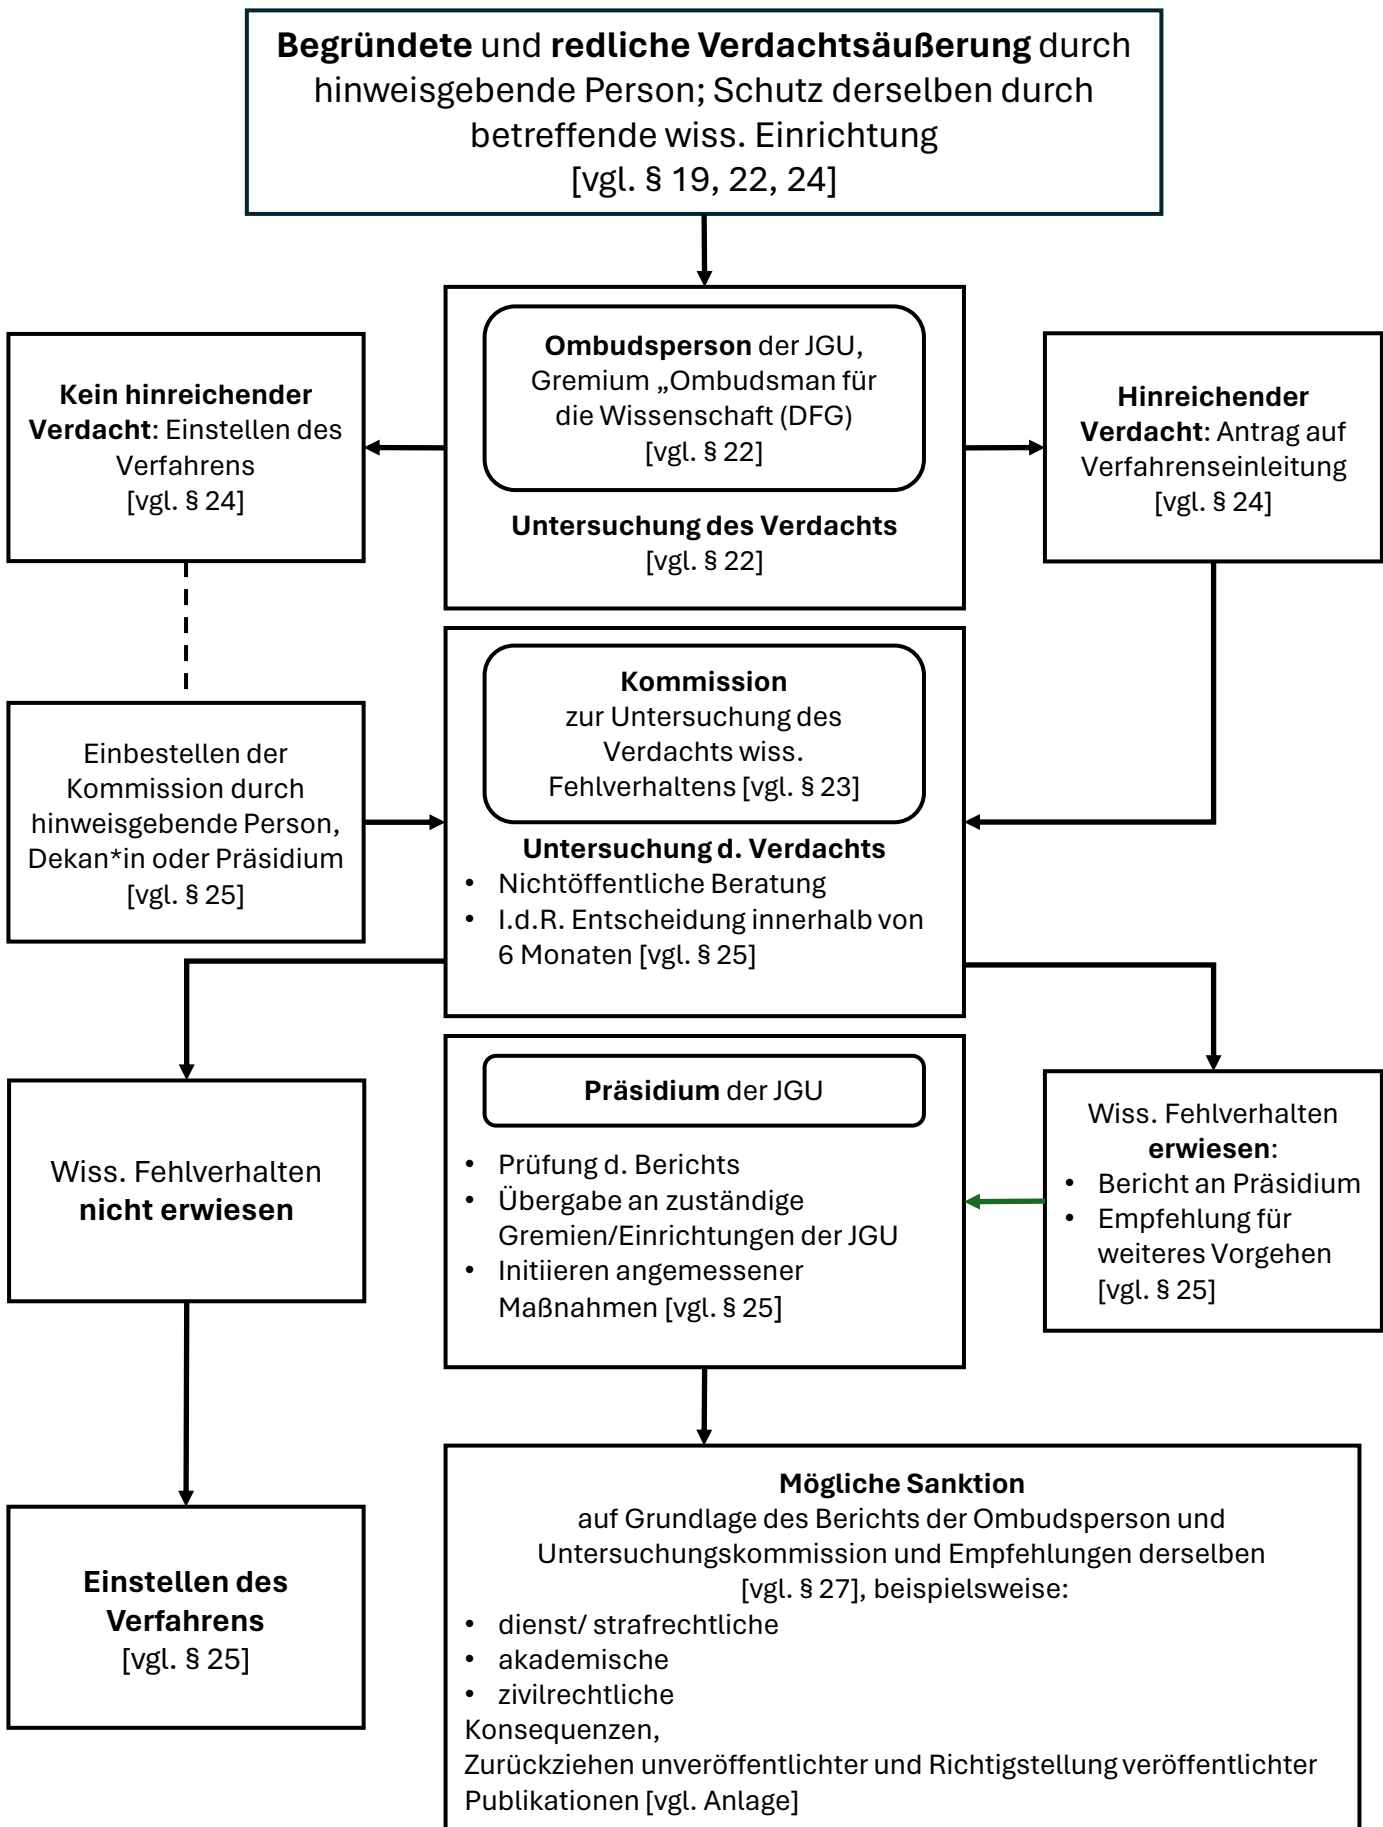 Begründete und redliche Verdachtsäußerung durch
hinweisgebende Person; Schutz derselben durch
betreffende wiss. Einrichtung
[vgl. § 19, 22, 24]
Ombudsperson der JGU,
Gremium „Ombudsman für
die Wissenschaft (DFG)
[vgl. § 22]
Untersuchung des Verdachts
[vgl. § 22]
Kein hinreichender
Verdacht: Einstellen des
Verfahrens
[vgl. § 24]
Hinreichender
Verdacht: Antrag auf
Verfahrenseinleitung
[vgl. § 24]
Einbestellen der
Kommission durch
hinweisgebende Person,
Dekan*in oder Präsidium
[vgl. § 25]
Kommission
zur Untersuchung des
Verdachts wiss.
Fehlverhaltens [vgl. § 23]
Untersuchung d. Verdachts
• Nichtöffentliche Beratung
• I.d.R. Entscheidung innerhalb von
6 Monaten [vgl. § 25]
Wiss. Fehlverhalten
nicht erwiesen
Präsidium der JGU
• Prüfung d. Berichts
• Übergabe an zuständige
Gremien/Einrichtungen der JGU
• Initiieren angemessener
Maßnahmen [vgl. § 25]
Wiss. Fehlverhalten
erwiesen:
• Bericht an Präsidium
• Empfehlung für
weiteres Vorgehen
[vgl. § 25]
Einstellen des
Verfahrens
[vgl. § 25]
Mögliche Sanktion
auf Grundlage des Berichts der Ombudsperson und
Untersuchungskommission und Empfehlungen derselben
[vgl. § 27], beispielsweise:
• dienst/ strafrechtliche
• akademische
• zivilrechtliche
Konsequenzen,
Zurückziehen unveröffentlichter und Richtigstellung veröffentlichter
Publikationen [vgl. Anlage]